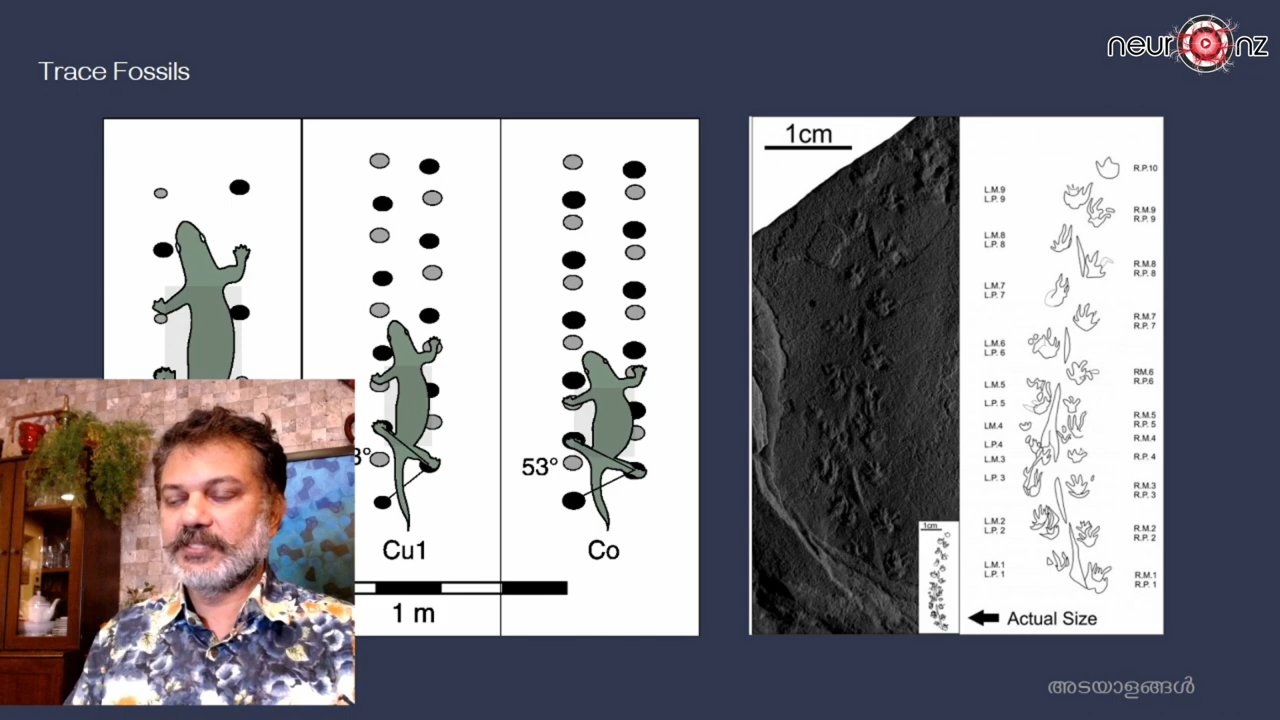 neur nz
Trace Fossils
53°
Cu1
Co
1 m
1cm
R.P.10
L.M.9
L.P. 9
R.M.9
R.P. 9
L.M.8
L.P. 8
R.M.8
R.P. 8
L.M.7
L.P. 7
R.M.7
R.P. 7
L.M.6
L.P. 6
RM.6
R.P.6
L.M.5
L.P. 5
R.M.5
R.P. 5
LM.4
R.M.4
L.P.4
R.P. 4
L.M.3
L.P. 3
R.M.3
R.P. 3
L.M.2
L.P. 2
R.M.2
R.P. 2
L.M.1
L.P. 1
R.M.1
R.P. 1
1cm
Actual Size
അടയാളങ്ങൾ